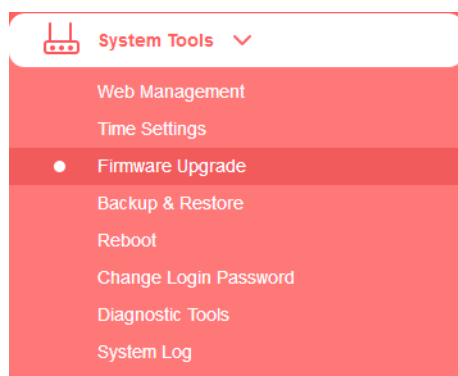 System Tools
Web Management
Time Settings
Firmware Upgrade
Backup & Restore
Reboot
Change Login Password
Diagnostic Tools
System Log